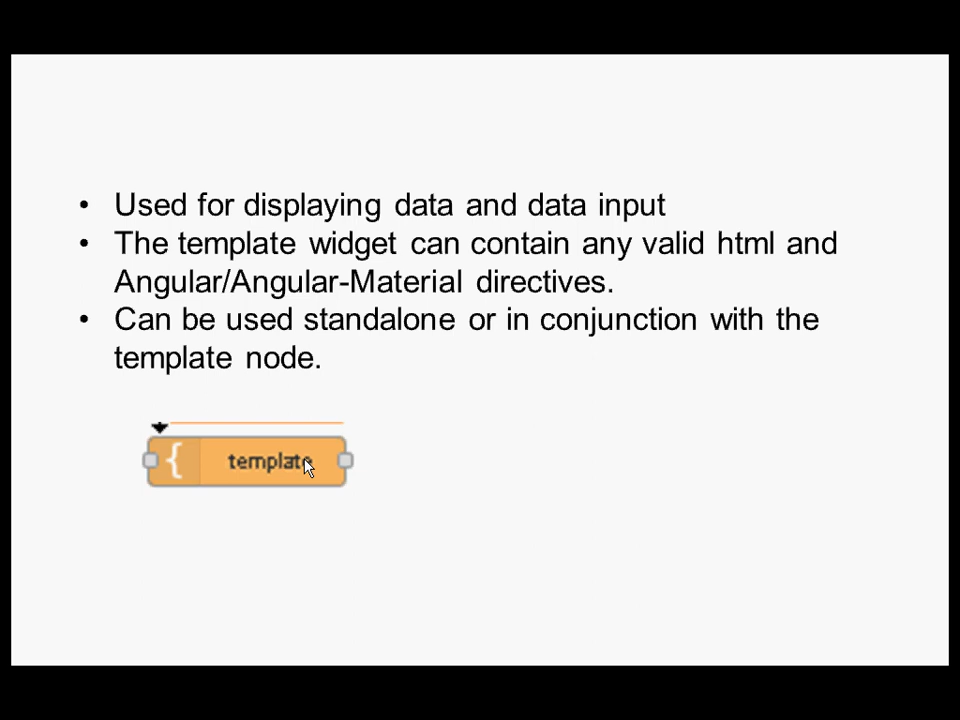 • Used for displaying data and data input
• The template widget can contain any valid html and
Angular/Angular-Material directives.
• Can be used standalone or in conjunction with the
template node.
{ template